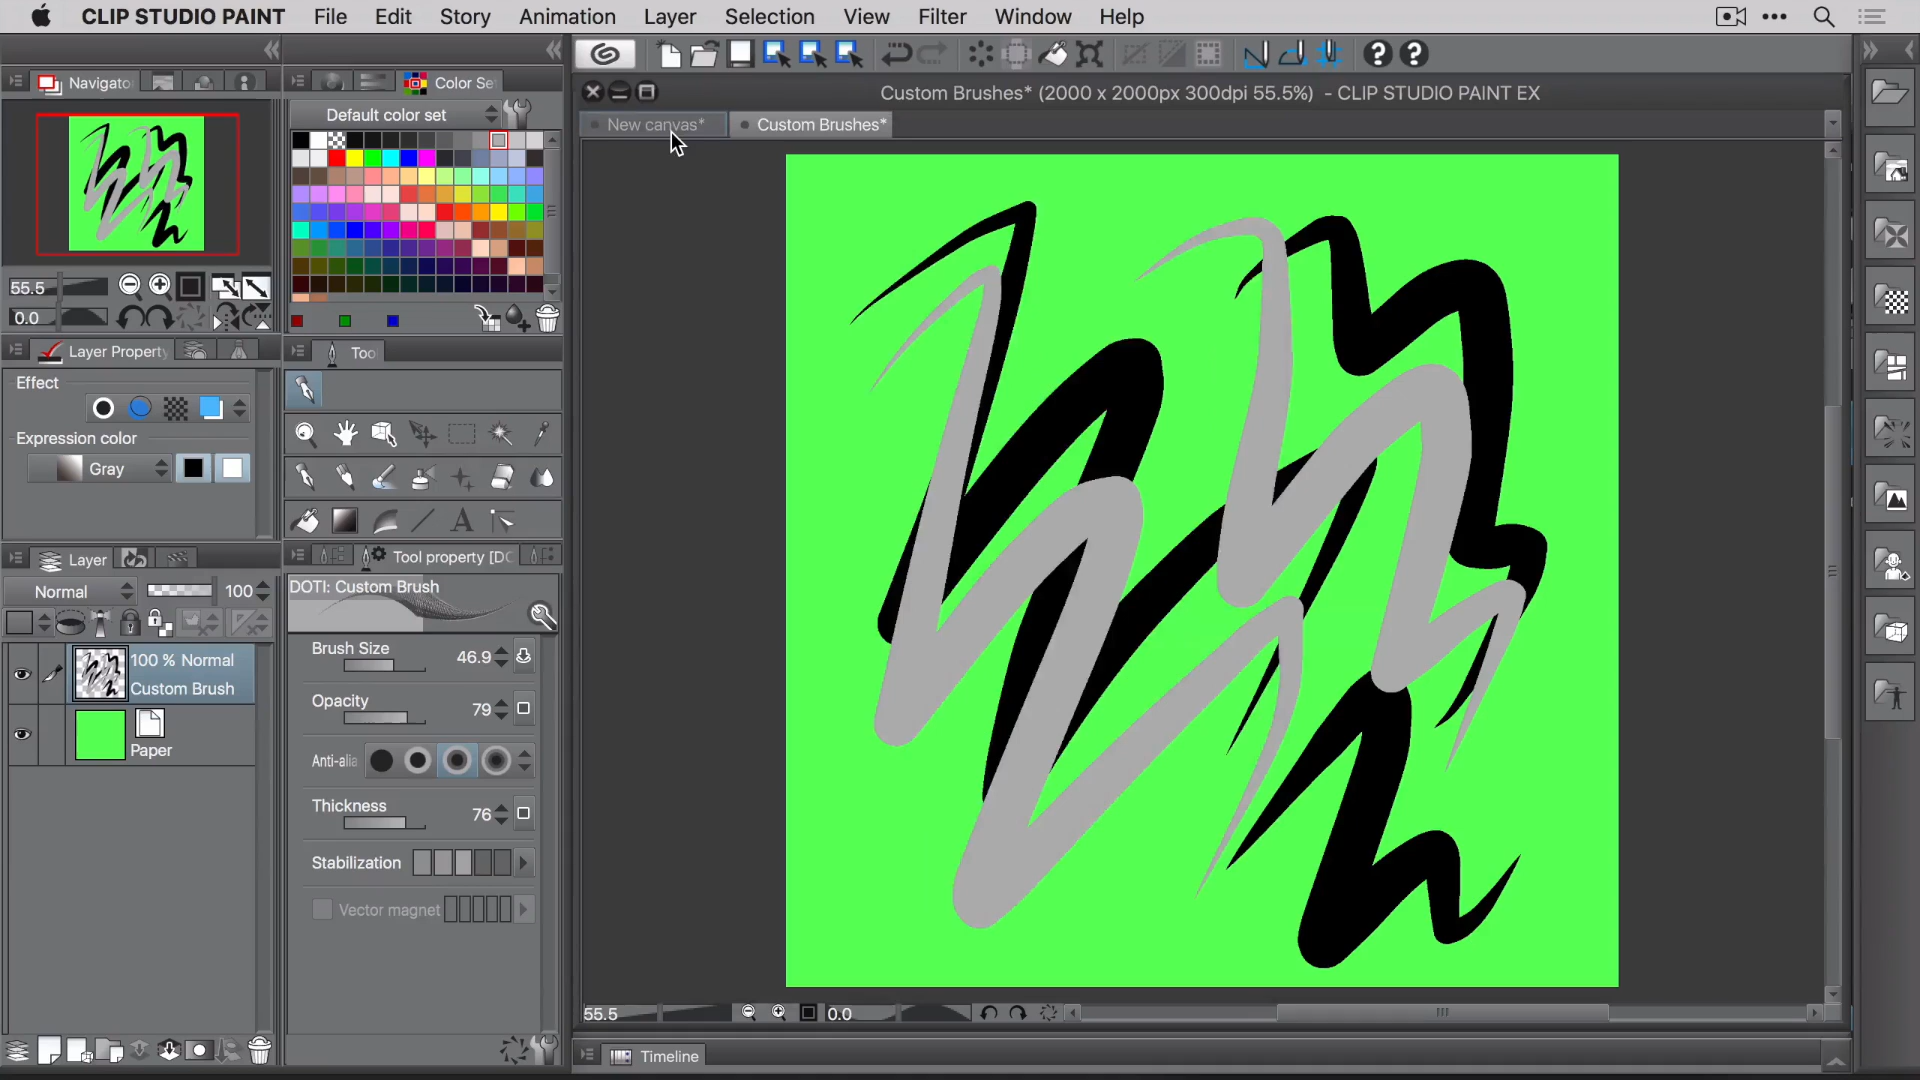 CLIP STUDIO PAINT File Edit Story Animation Layer Selection View Filter Window Help
Navigator
Color Se
Custom Brushes* (2000 x 2000px 300dpi 55.5%) - CLIP STUDIO PAINT EX
Default color set
New canvas*
Custom Brushes*
55.5
0.0
Layer Property
Too
Effect
Expression color
Gray
Layer
Tool property [DO
Normal
100
DOTI: Custom Brush
Brush Size
46.9
100 % Normal
Custom Brush
Opacity
79
Paper
Anti-alia
Thickness
76
Stabilization
Vector magnet
55.5
0.0
Timeline